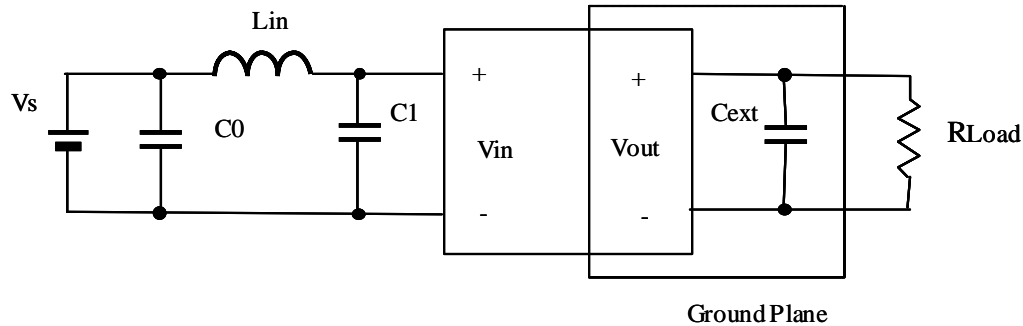 Lin
Vs
C0
C1
+
Vin
-
+
Vout
-
Cext
RLoad
Ground Plane